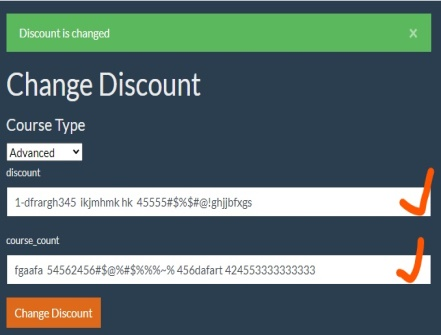 Discount is changed x
Change Discount
Course Type
Advanced
discount
1-dfrargh345 ikjmhmk hk 45555#$%$#@!ghjjbfxgs
course_count
fgaafa 54562456#$@%#$%%%~% 456dafart 424553333333333
Change Discount